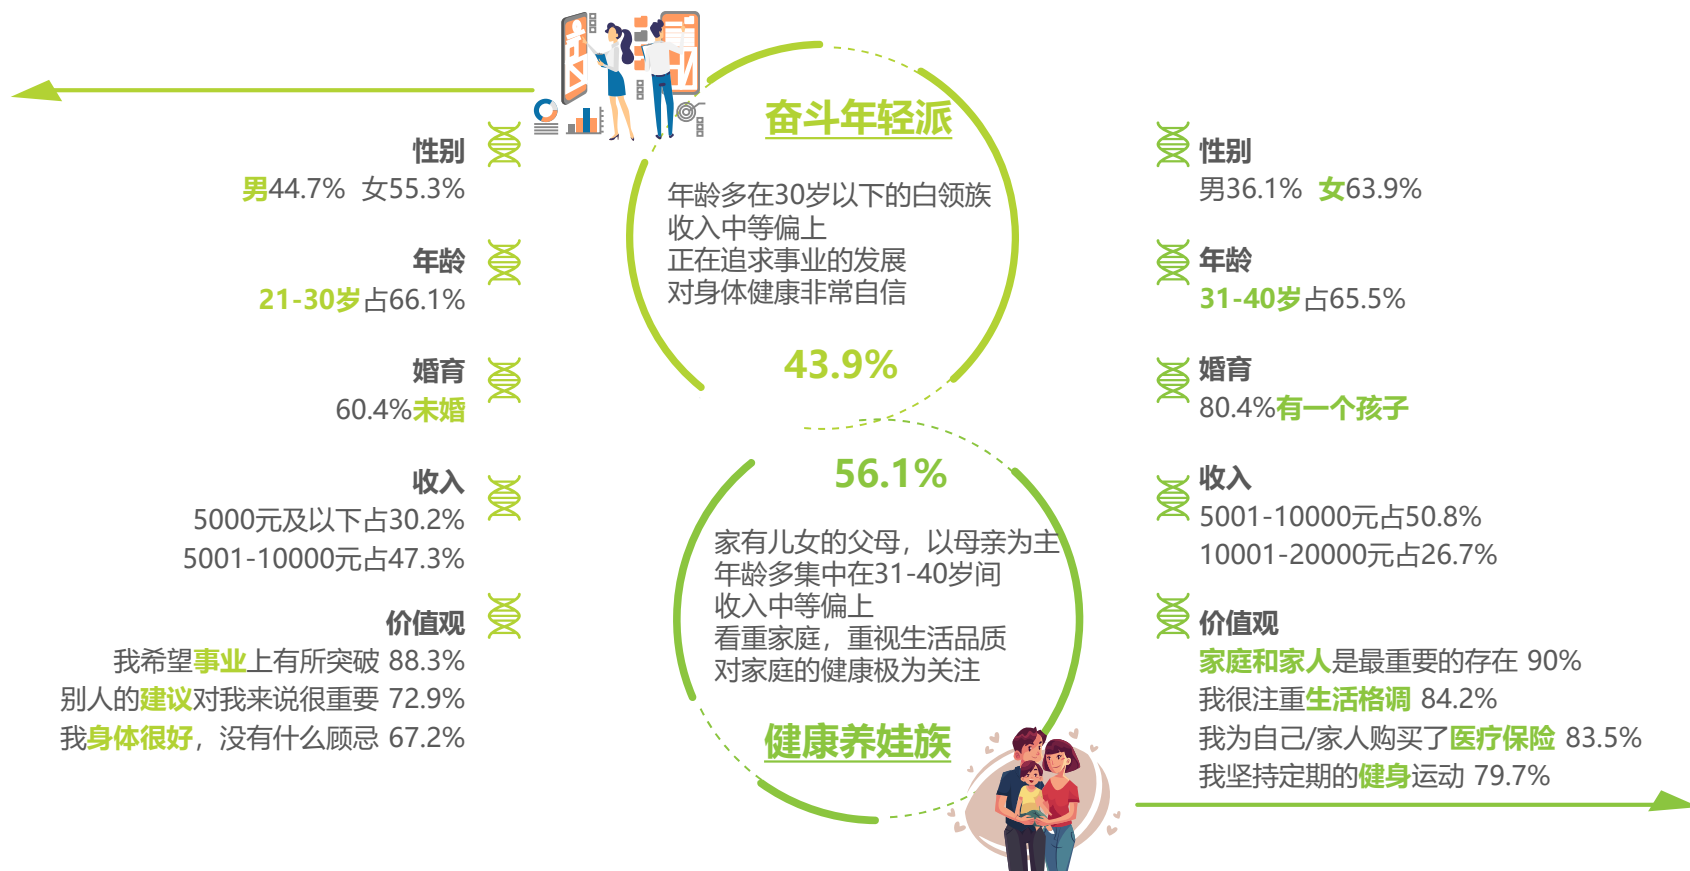 奋斗年轻派
年龄多在30岁以下的白领族
收入中等偏上
正在追求事业的发展
对身体健康非常自信
43.9%
性别
男44.7% 女55.3%
年龄
21-30岁占66.1%
婚育
60.4%未婚
收入
5000元及以下占30.2%
5001-10000元占47.3%
价值观
我希望事业上有所突破 88.3%
别人的建议对我来说很重要 72.9%
我身体很好，没有什么顾忌 67.2%
56.1%
家有儿女的父母，以母亲为主
年龄多集中在31-40岁间
收入中等偏上
看重家庭，重视生活品质
对家庭的健康极为关注
健康养娃族
性别
男36.1% 女63.9%
年龄
31-40岁占65.5%
婚育
80.4%有一个孩子
收入
5001-10000元占50.8%
10001-20000元占26.7%
价值观
家庭和家人是最重要的存在 90%
我很注重生活格调 84.2%
我为自己/家人购买了医疗保险 83.5%
我坚持定期的健身运动 79.7%